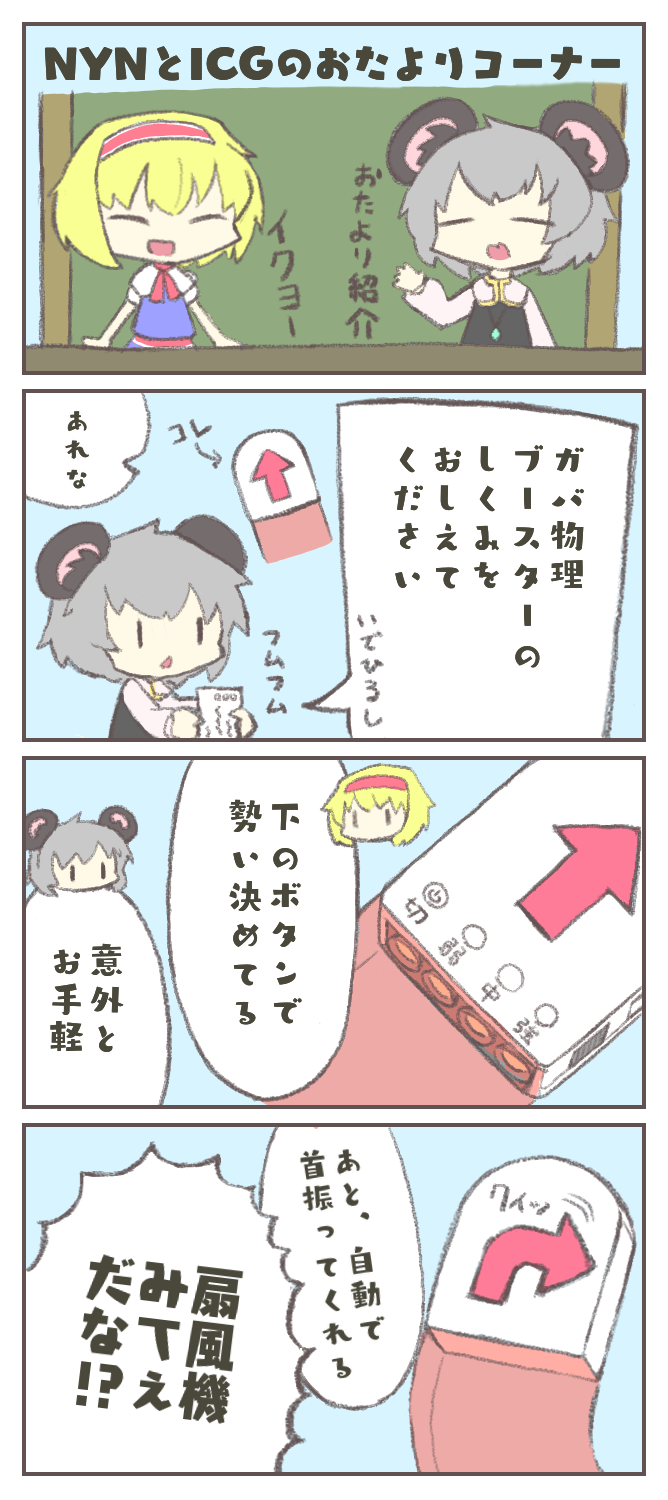 NYNとICGのおたよりコーナー
おたより紹介
イクヨー
ガバ物理
ブースターの
しくみを
おしえて
ください
いでひろし
コレ
あれな
フムフム
下のボタンで
勢い決めてる
意外と
お手軽
切
弱
中
強
クイッ
あと、自動で
首振ってくれる
扇風機
みてぇ
だな!?